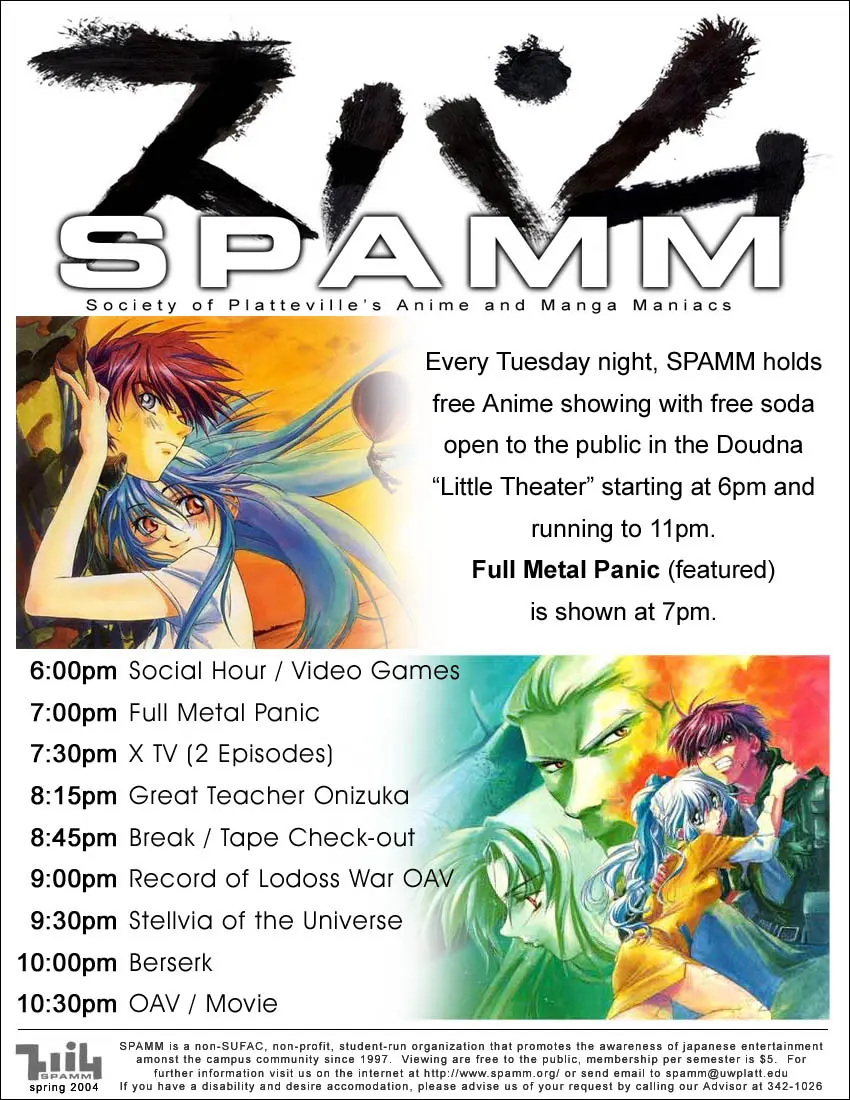 スパム
SPAMM
Society of Platteville's Anime and Manga Maniacs
Every Tuesday night, SPAMM holds
free Anime showing with free soda
open to the public in the Doudna
“Little Theater” starting at 6pm and
running to 11pm.
Full Metal Panic (featured)
is shown at 7pm.
6:00pm Social Hour / Video Games
7:00pm Full Metal Panic
7:30pm X TV (2 Episodes)
8:15pm Great Teacher Onizuka
8:45pm Break / Tape Check-out
9:00pm Record of Lodoss War OAV
9:30pm Stellvia of the Universe
10:00pm Berserk
10:30pm OAV / Movie
スパム
SPAMM
spring 2004
SPAMM is a non-SUFAC, non-profit, student-run organization that promotes the awareness of japanese entertainment
amonst the campus community since 1997. Viewing are free to the public, membership per semester is $5. For
further information visit us on the internet at http://www.spamm.org/ or send email to spamm@uwplatt.edu
If you have a disability and desire accomodation, please advise us of your request by calling our Advisor at 342-1026